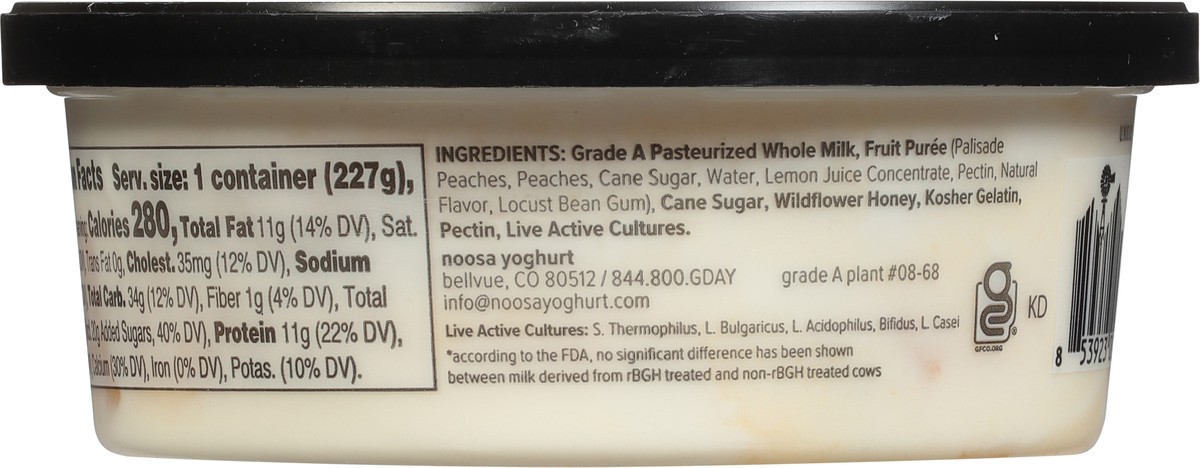 Facts Serv. size: 1 container (227g),
Calories 280, Total Fat 11g (14% DV), Sat.
Trans Fat 0g, Cholest. 35mg (12% DV), Sodium
Total Carb. 34g (12% DV), Fiber 1g (4% DV), Total
20g Added Sugars, 40% DV), Protein 11g (22% DV),
Calcium (30% DV), Iron (0% DV), Potas. (10% DV).
INGREDIENTS: Grade A Pasteurized Whole Milk, Fruit Purée (Palisade
Peaches, Peaches, Cane Sugar, Water, Lemon Juice Concentrate, Pectin, Natural
Flavor, Locust Bean Gum), Cane Sugar, Wildflower Honey, Kosher Gelatin,
Pectin, Live Active Cultures.
noosa yoghurt
bellvue, CO 80512 / 844.800.GDAY grade A plant #08-68
info@noosayoghurt.com
Live Active Cultures: S. Thermophilus, L. Bulgaricus, L. Acidophilus, Bifidus, L. Casei
*according to the FDA, no significant difference has been shown
between milk derived from rBGH treated and non-rBGH treated cows
g
®
GFCO.ORG
KD
8 53923